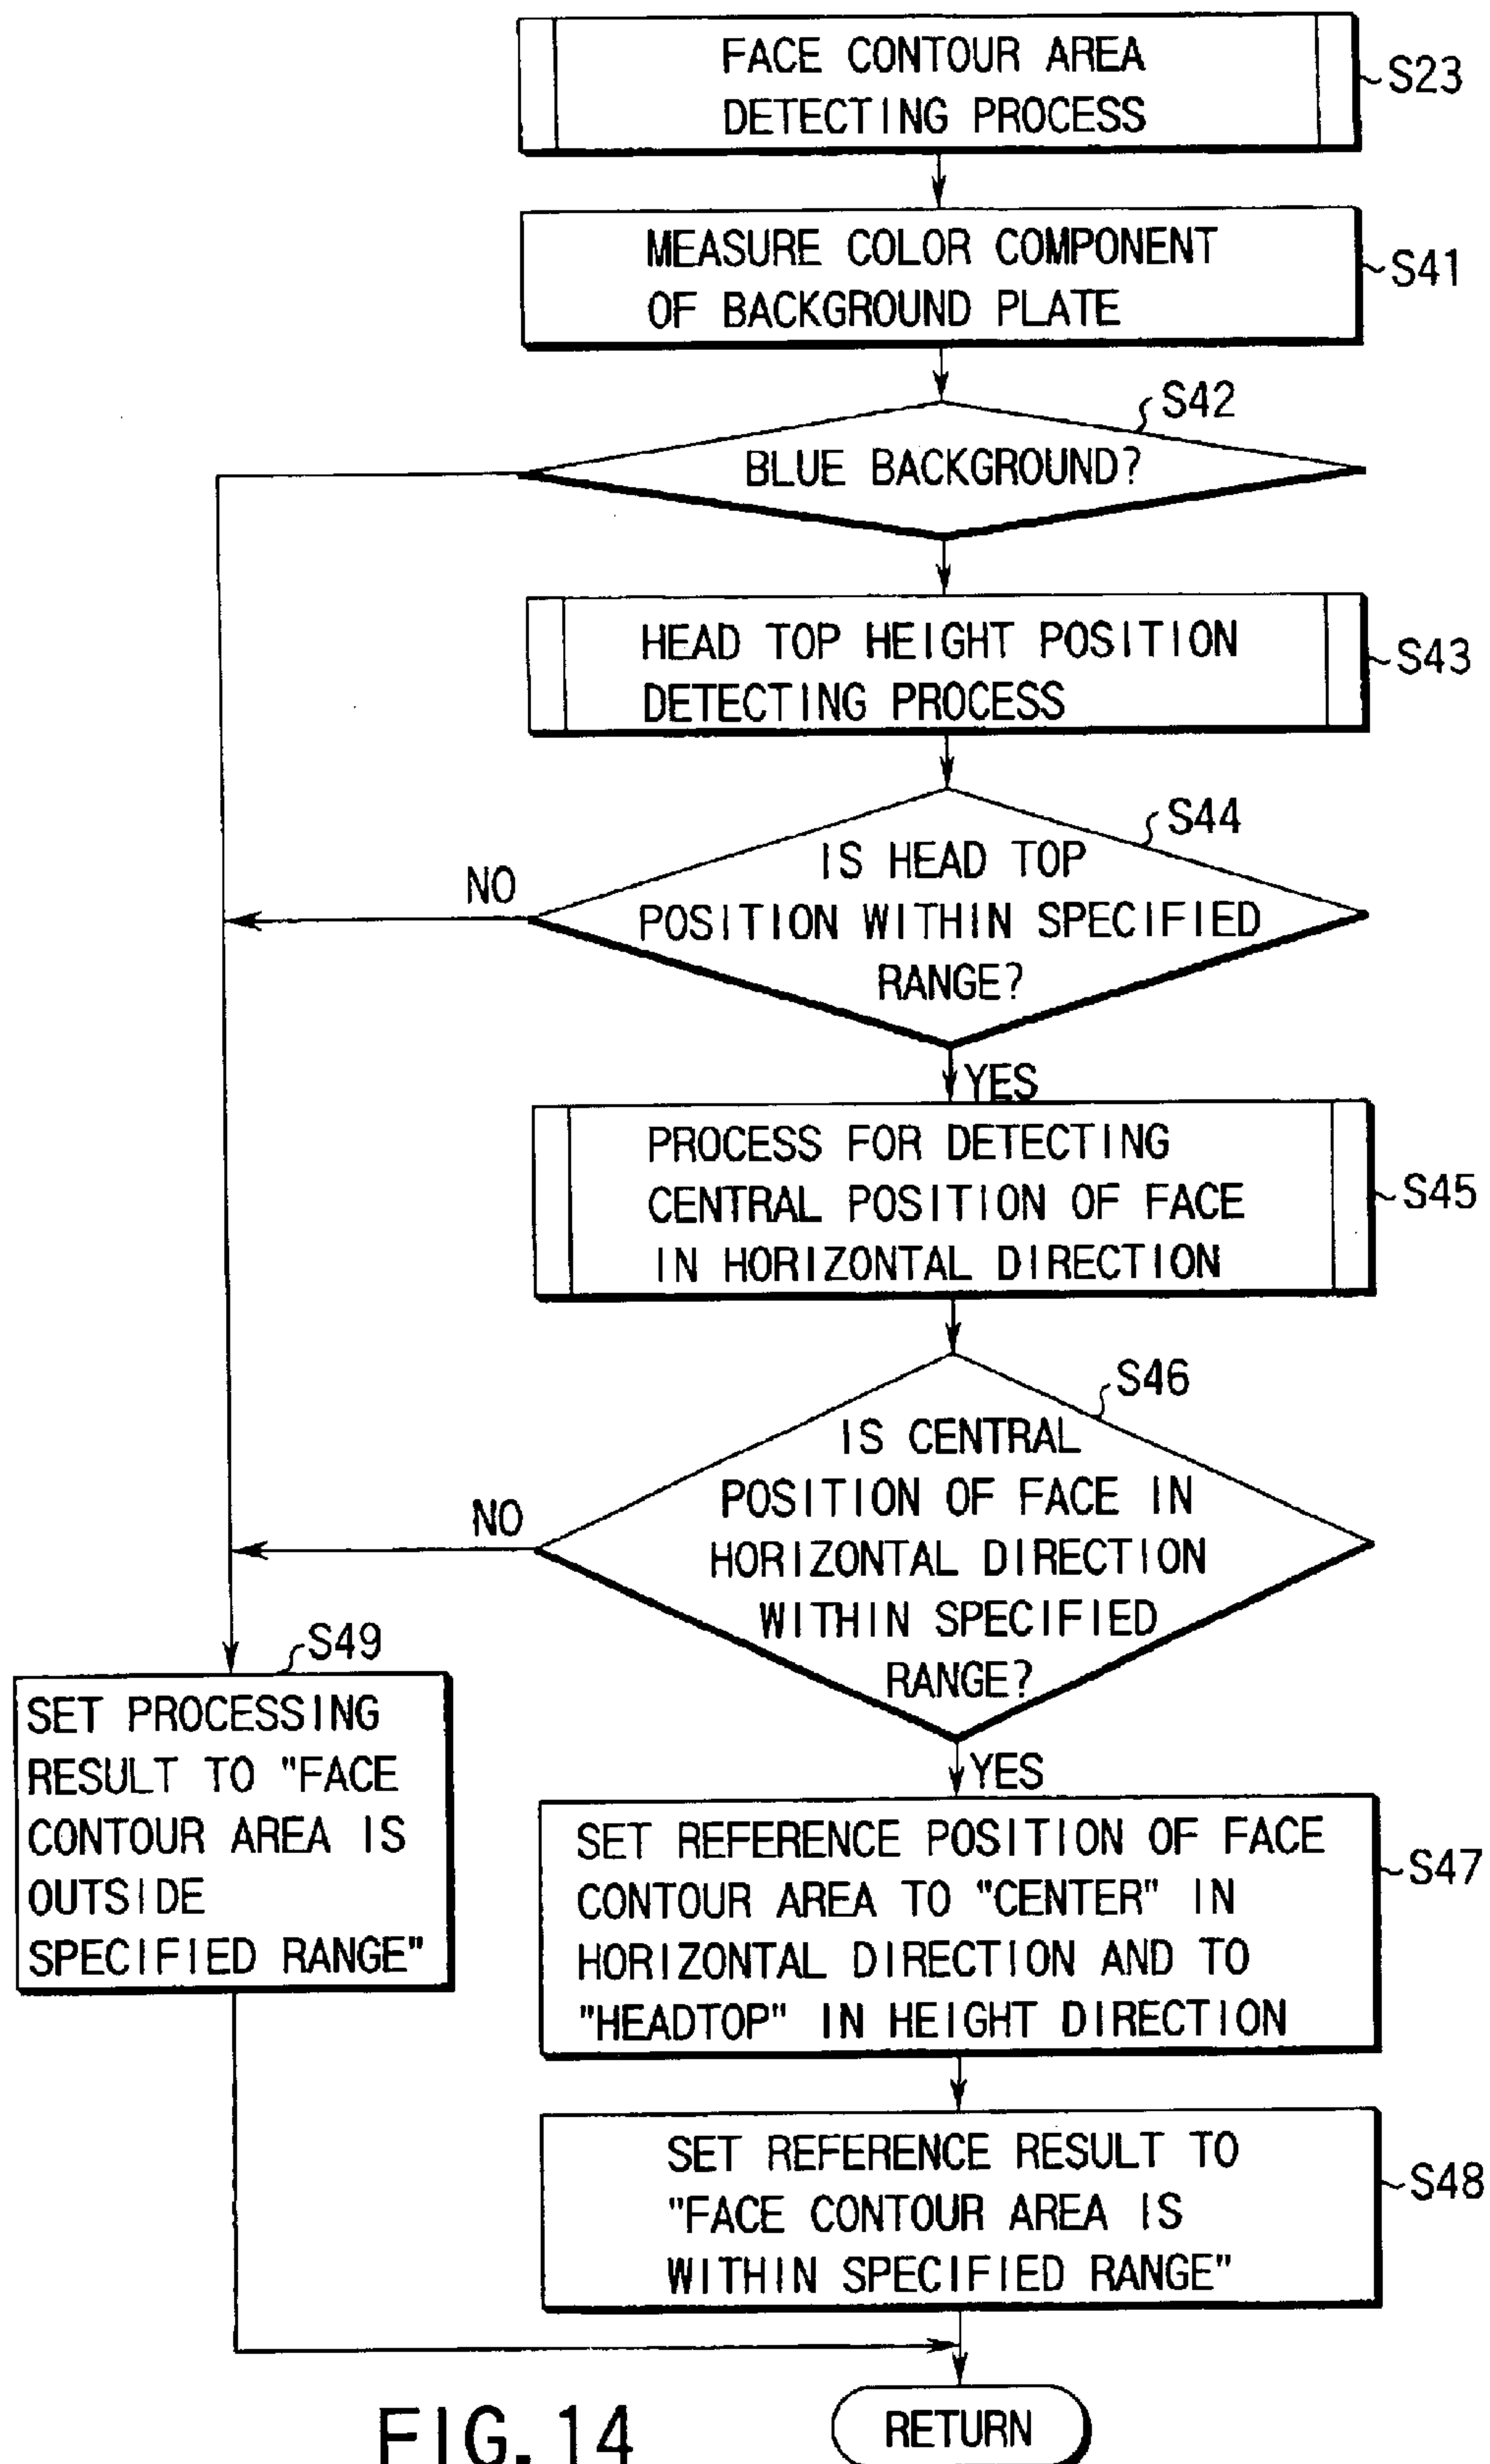 FACE CONTOUR AREA
DETECTING PROCESS
S23
MEASURE COLOR COMPONENT
OF BACKGROUND PLATE
S41
S42
BLUE BACKGROUND?
HEAD TOP HEIGHT POSITION
DETECTING PROCESS
S43
S44
IS HEAD TOP
POSITION WITHIN SPECIFIED
RANGE?
NO
YES
PROCESS FOR DETECTING
CENTRAL POSITION OF FACE
IN HORIZONTAL DIRECTION
S45
S46
IS CENTRAL
POSITION OF FACE IN
HORIZONTAL DIRECTION
WITHIN SPECIFIED
RANGE?
NO
YES
S49
SET PROCESSING
RESULT TO "FACE
CONTOUR AREA IS
OUTSIDE
SPECIFIED RANGE"
SET REFERENCE POSITION OF FACE
CONTOUR AREA TO "CENTER" IN
HORIZONTAL DIRECTION AND TO
"HEADTOP" IN HEIGHT DIRECTION
S47
SET REFERENCE RESULT TO
"FACE CONTOUR AREA IS
WITHIN SPECIFIED RANGE"
S48
RETURN
FIG. 14